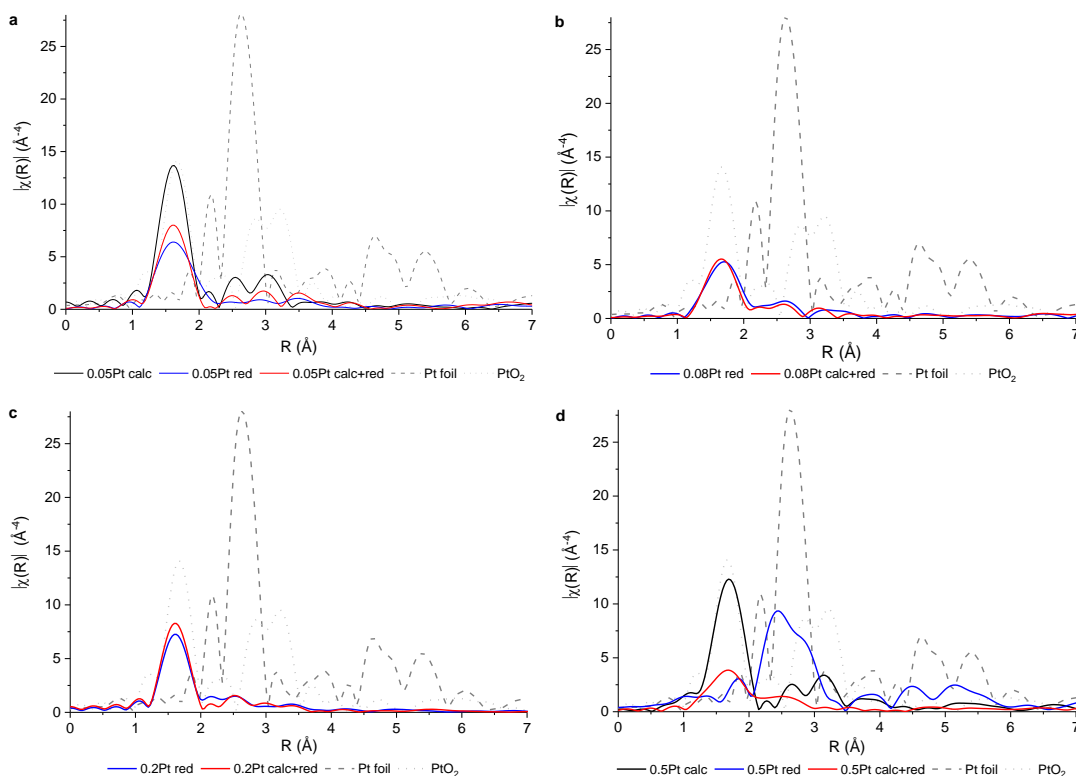 a
25
20
15
10
5
0
|χ(R)| (Å-4)
0 1 2 3 4 5 6 7
R (Å)
0.05Pt calc 0.05Pt red 0.05Pt calc+red Pt foil PtO2
b
25
20
15
10
5
0
|χ(R)| (Å-4)
0 1 2 3 4 5 6 7
R (Å)
0.08Pt red 0.08Pt calc+red Pt foil PtO2
c
25
20
15
10
5
0
|χ(R)| (Å-4)
0 1 2 3 4 5 6 7
R (Å)
0.2Pt red 0.2Pt calc+red Pt foil PtO2
d
25
20
15
10
5
0
|χ(R)| (Å-4)
0 1 2 3 4 5 6 7
R (Å)
0.5Pt calc 0.5Pt red 0.5Pt calc+red Pt foil PtO2